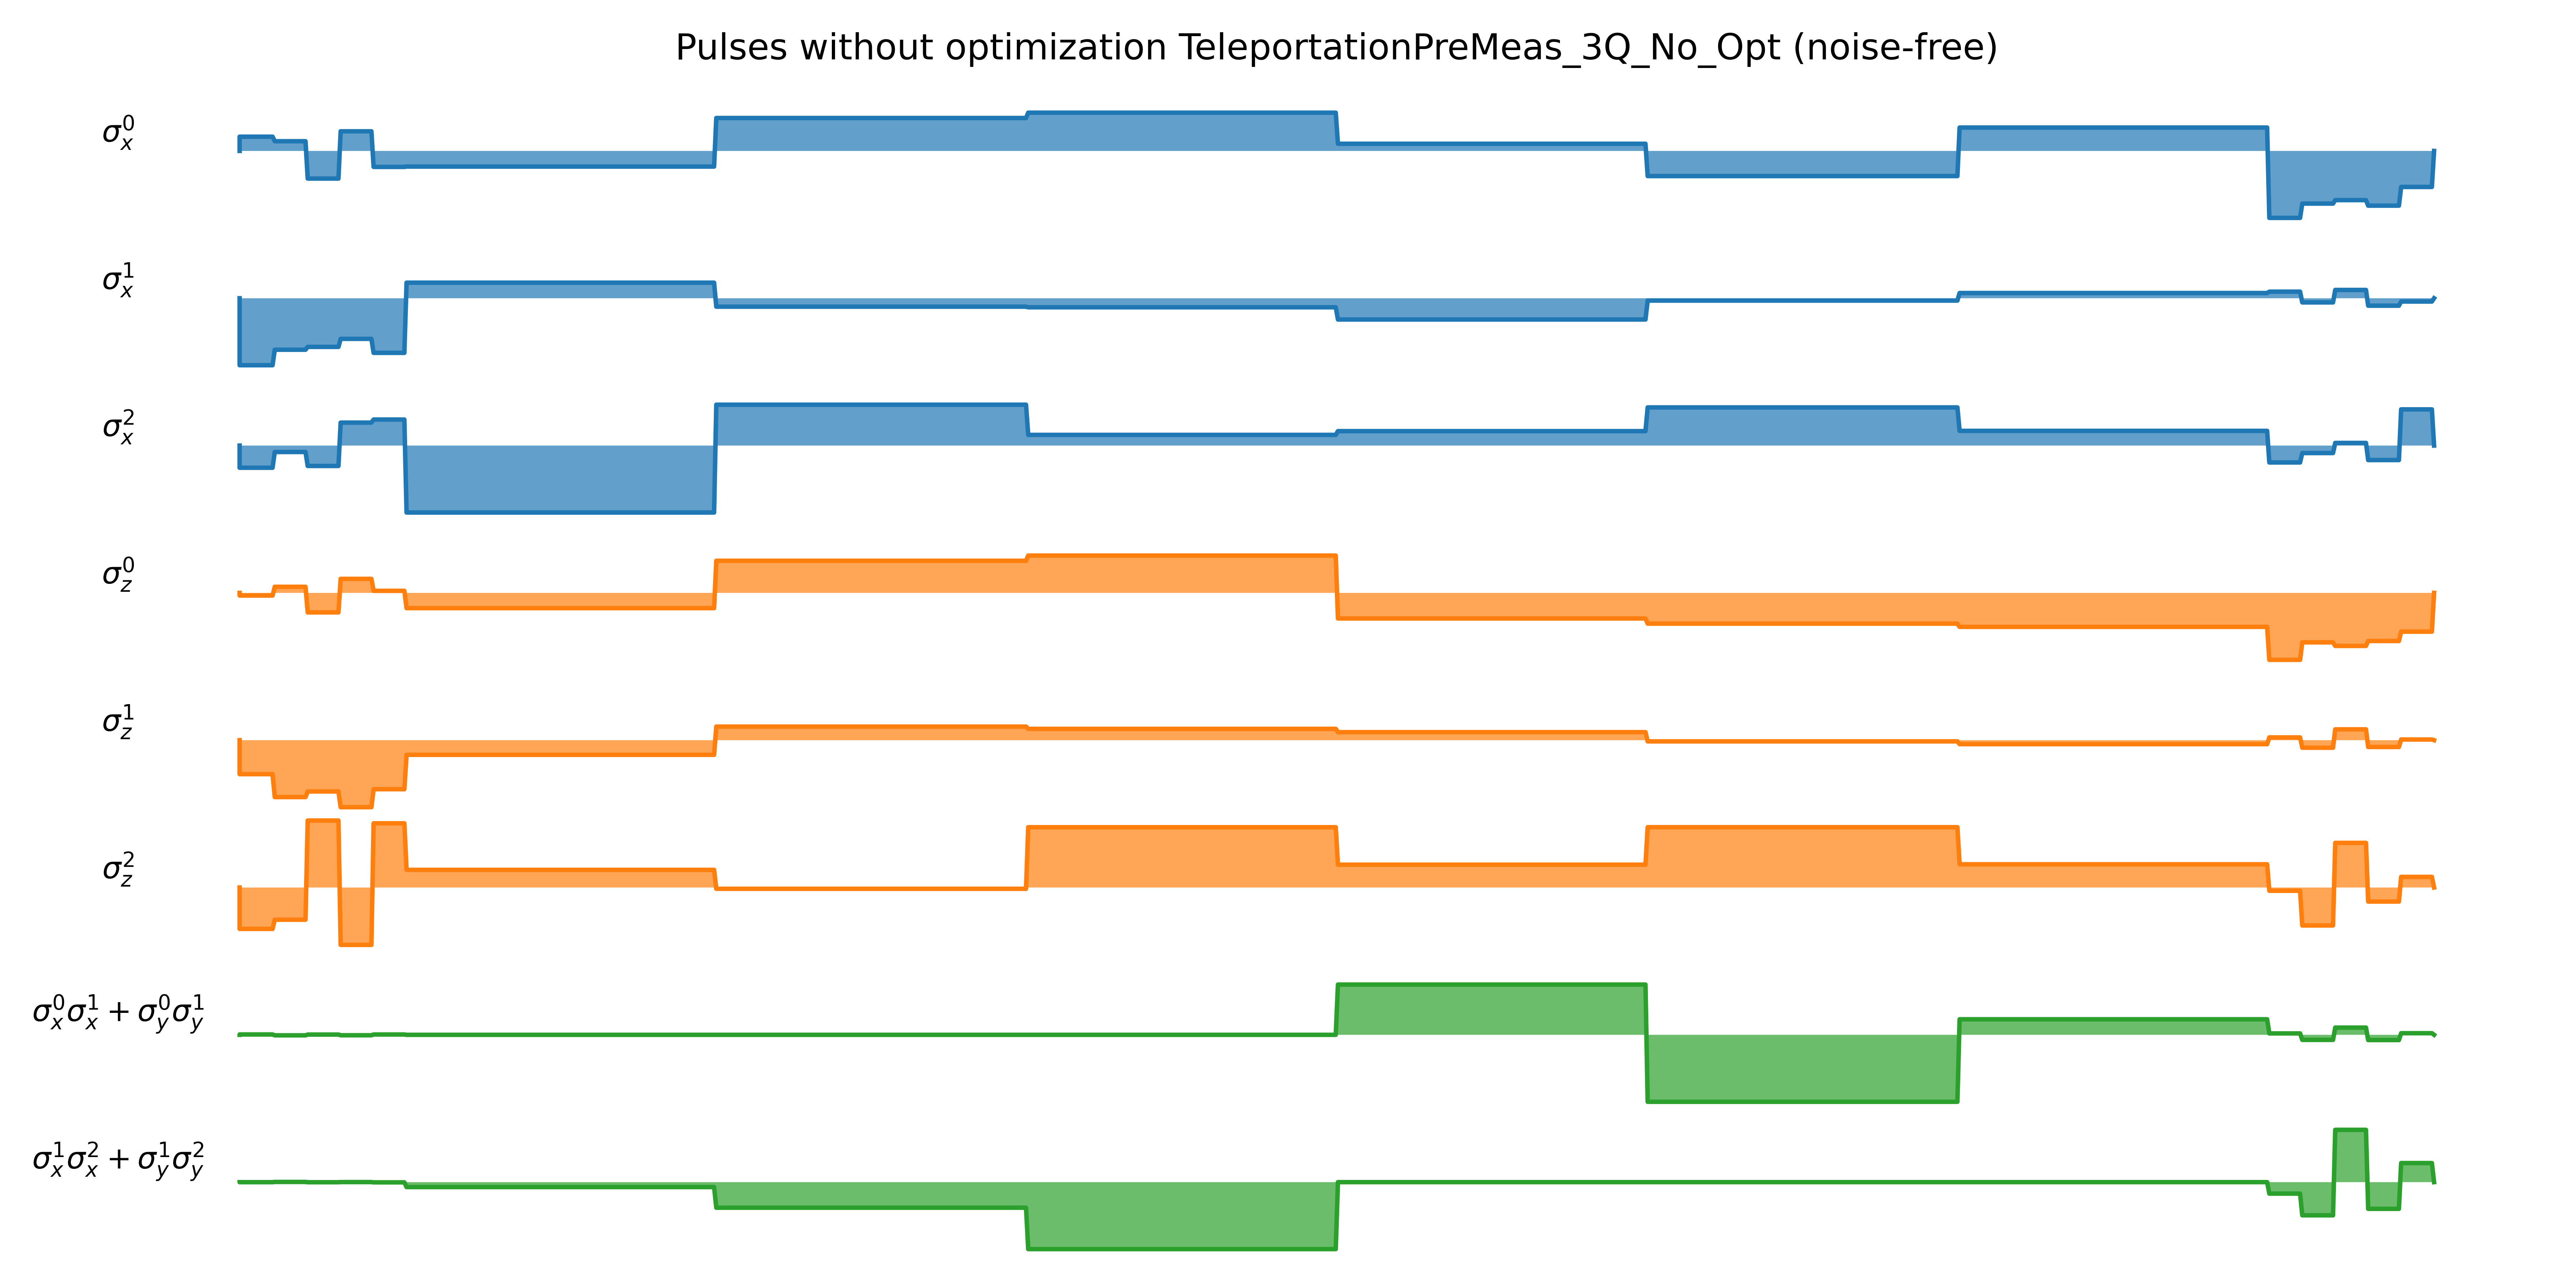 Pulses without optimization TeleportationPreMeas_3Q_No_Opt (noise-free)
σ_x^0
σ_x^1
σ_x^2
σ_z^0
σ_z^1
σ_z^2
σ_x^0σ_x^1 + σ_y^0σ_y^1
σ_x^1σ_x^2 + σ_y^1σ_y^2